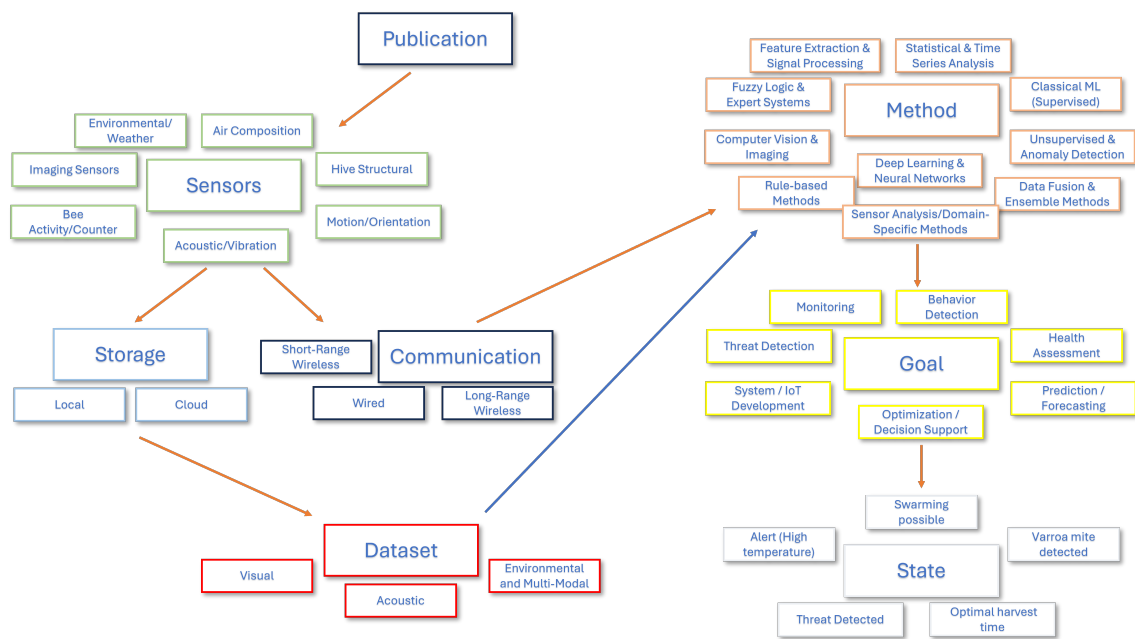 Publication
Environmental/
Weather
Air Composition
Imaging Sensors
Sensors
Hive Structural
Bee
Activity/Counter
Motion/Orientation
Acoustic/Vibration
Storage
Local
Cloud
Short-Range
Wireless
Communication
Wired
Long-Range
Wireless
Dataset
Visual
Environmental
and Multi-Modal
Acoustic
Feature Extraction &
Signal Processing
Statistical & Time
Series Analysis
Fuzzy Logic &
Expert Systems
Method
Classical ML
(Supervised)
Computer Vision &
Imaging
Unsupervised &
Anomaly Detection
Deep Learning &
Neural Networks
Rule-based
Methods
Data Fusion &
Ensemble Methods
Sensor Analysis/Domain-
Specific Methods
Monitoring
Behavior
Detection
Threat Detection
Goal
Health
Assessment
System / IoT
Development
Prediction /
Forecasting
Optimization /
Decision Support
Swarming
possible
Alert (High
temperature)
State
Varroa mite
detected
Threat Detected
Optimal harvest
time